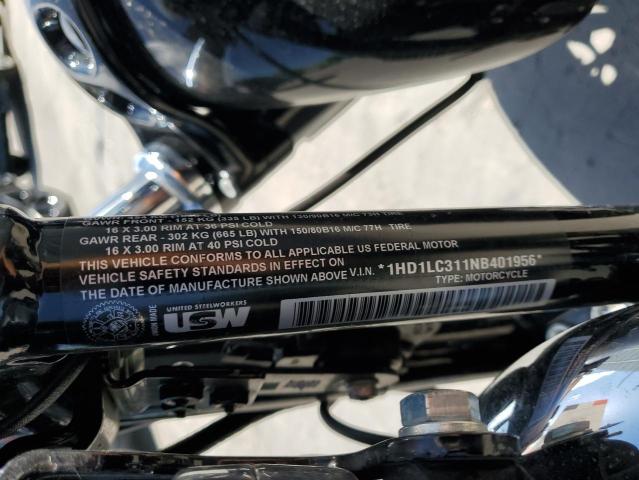 GAWR FRONT - 152 KG (335 LB) WITH 130/90B16 M/C 73H TIRE
16 X 3.00 RIM AT 36 PSI COLD
GAWR REAR - 302 KG (665 LB) WITH 150/80B16 M/C 77H TIRE
16 X 3.00 RIM AT 40 PSI COLD
THIS VEHICLE CONFORMS TO ALL APPLICABLE US FEDERAL MOTOR
VEHICLE SAFETY STANDARDS IN EFFECT ON
THE DATE OF MANUFACTURE SHOWN ABOVE V.I.N. *1HD1LC311NB401956*
TYPE: MOTORCYCLE
UNION MADE
UNITED STEELWORKERS
USW